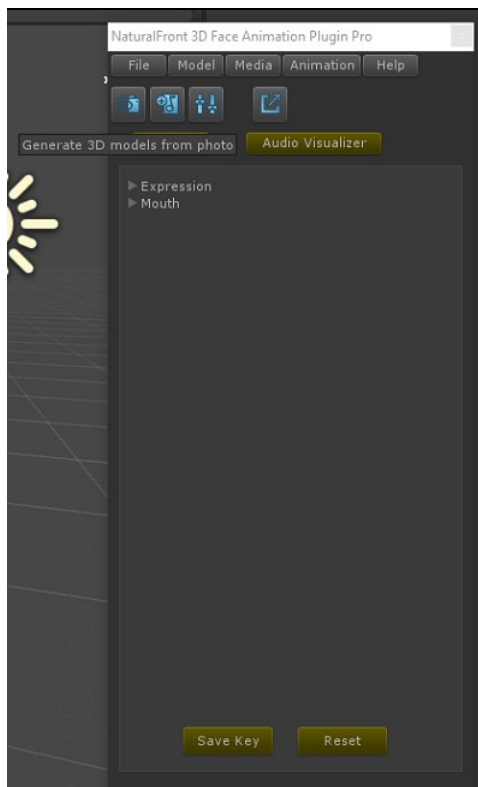 NaturalFront 3D Face Animation Plugin Pro
File Model Media Animation Help
Generate 3D models from photo
Audio Visualizer
Expression
Mouth
Save Key Reset